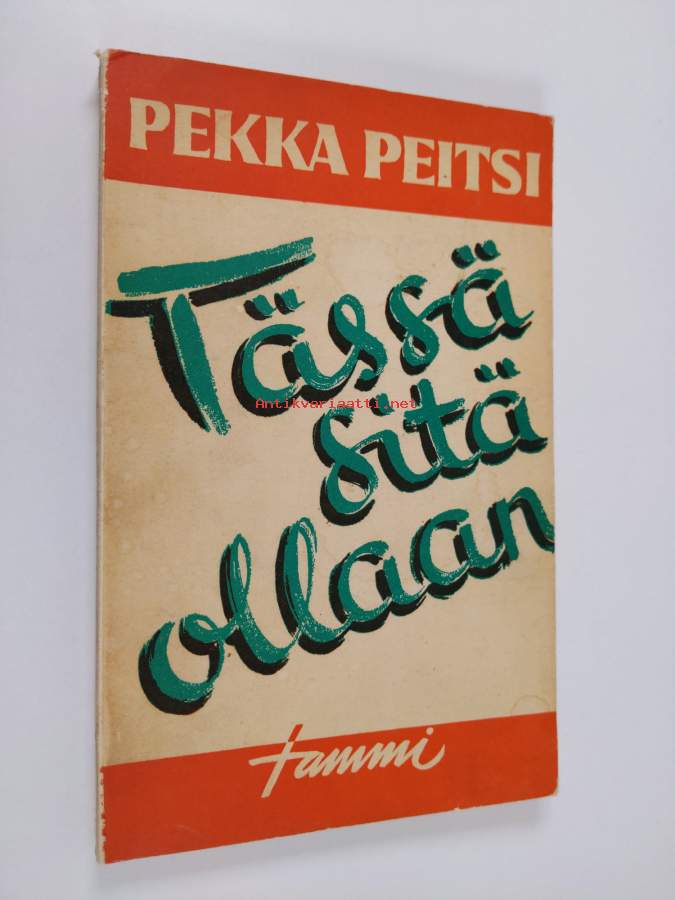 PEKKA PEITSI
Tässä
Antikvariaatti.net
sitä
ollaan
tammi